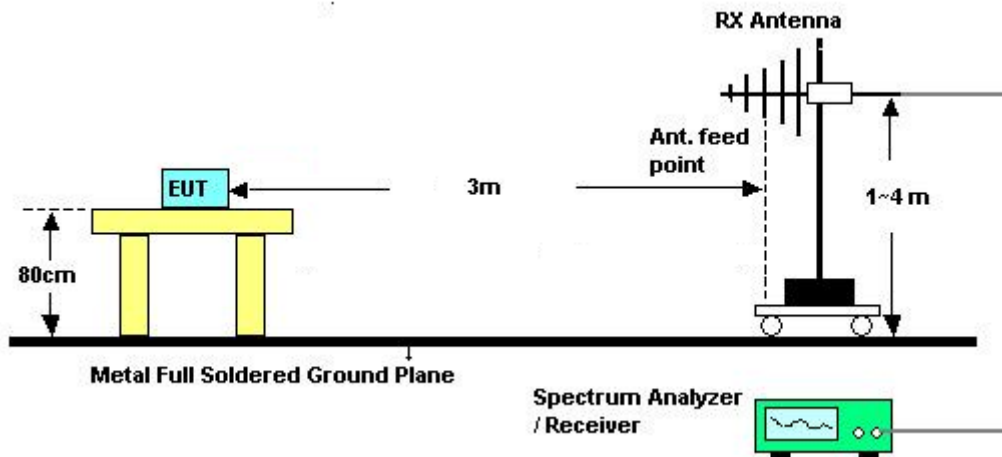 RX Antenna
Ant. feed
point
EUT
3m
1~4 m
80cm
Metal Full Soldered Ground Plane
Spectrum Analyzer
/ Receiver